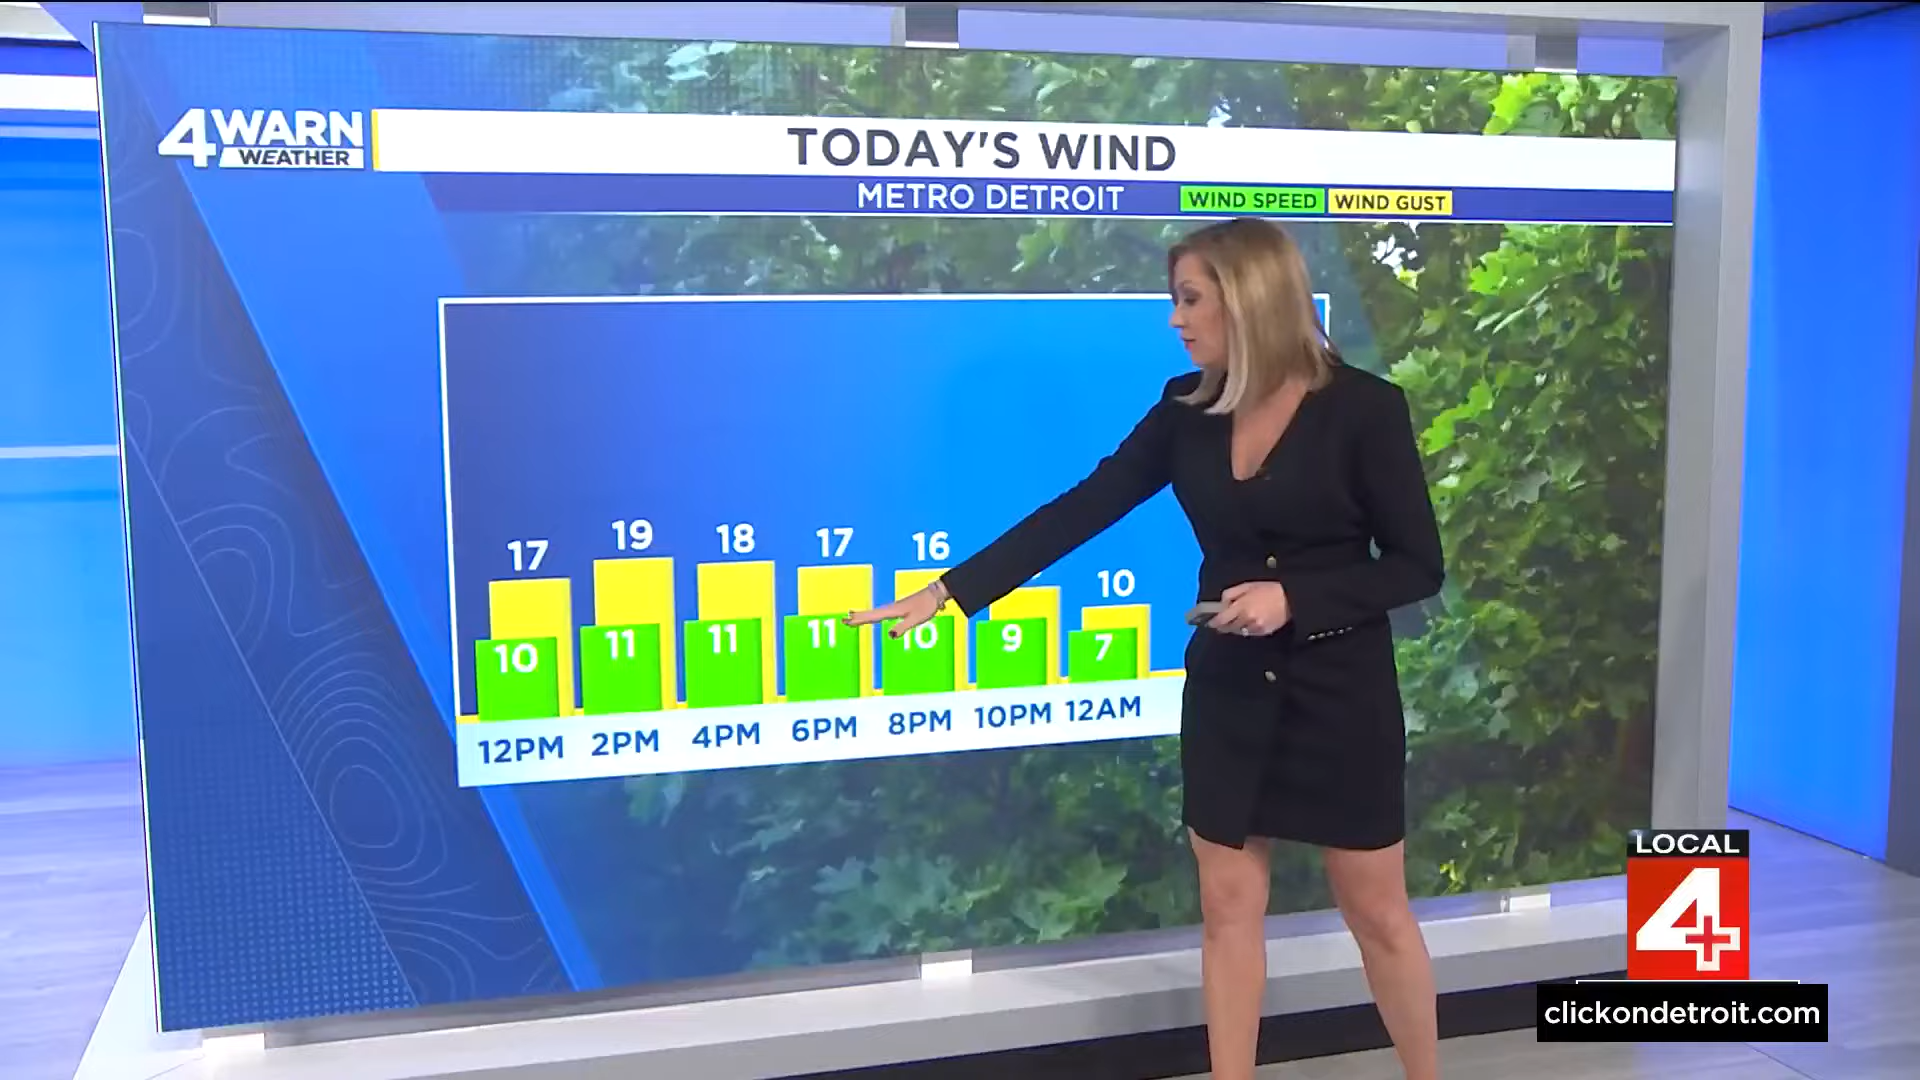 4WARN
WEATHER
TODAY'S WIND
METRO DETROIT
WIND SPEED
WIND GUST
17 19 18 17 16 10
10 11 11 11 10 9 7
12PM 2PM 4PM 6PM 8PM 10PM 12AM
LOCAL
4+
clickondetroit.com